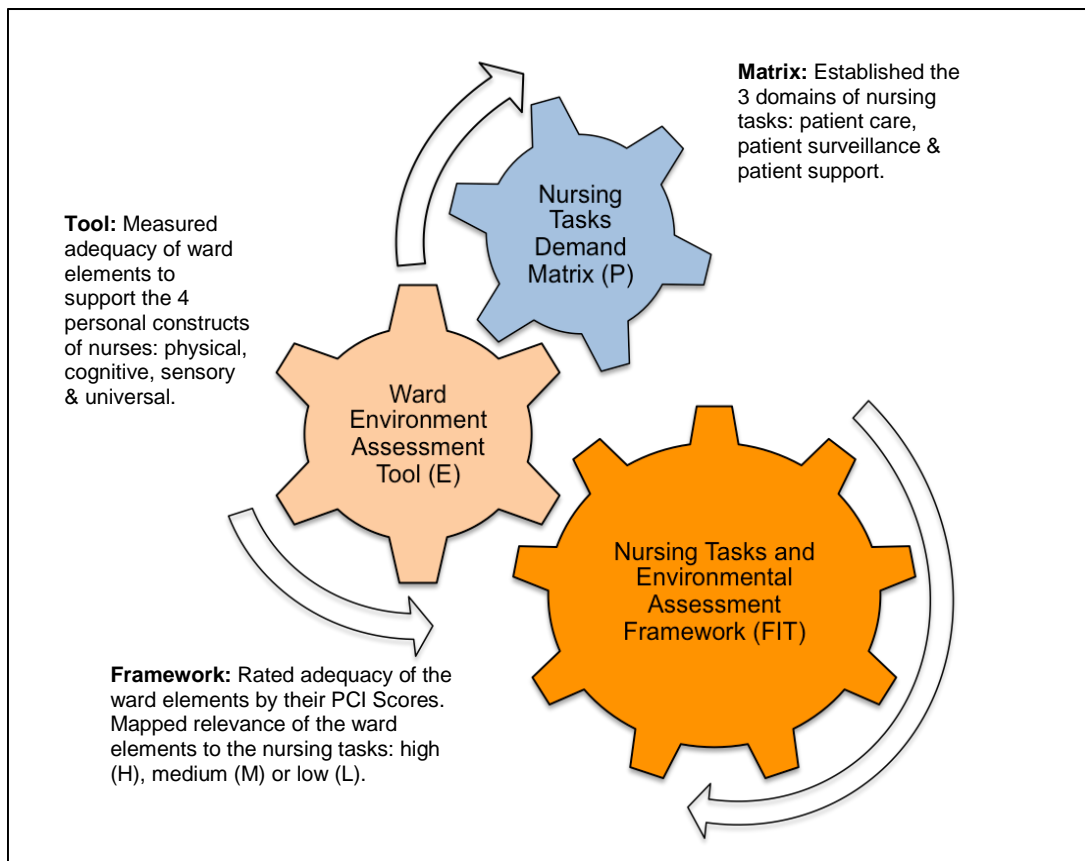 Matrix: Established the
3 domains of nursing
tasks: patient care,
patient surveillance &
patient support.
Nursing
Tasks
Demand
Matrix (P)
Tool: Measured
adequacy of ward
elements to
support the 4
personal constructs
of nurses: physical,
cognitive, sensory
& universal.
Ward
Environment
Assessment
Tool (E)
Nursing Tasks and
Environmental
Assessment
Framework (FIT)
Framework: Rated adequacy of the
ward elements by their PCI Scores.
Mapped relevance of the ward
elements to the nursing tasks: high
(H), medium (M) or low (L).